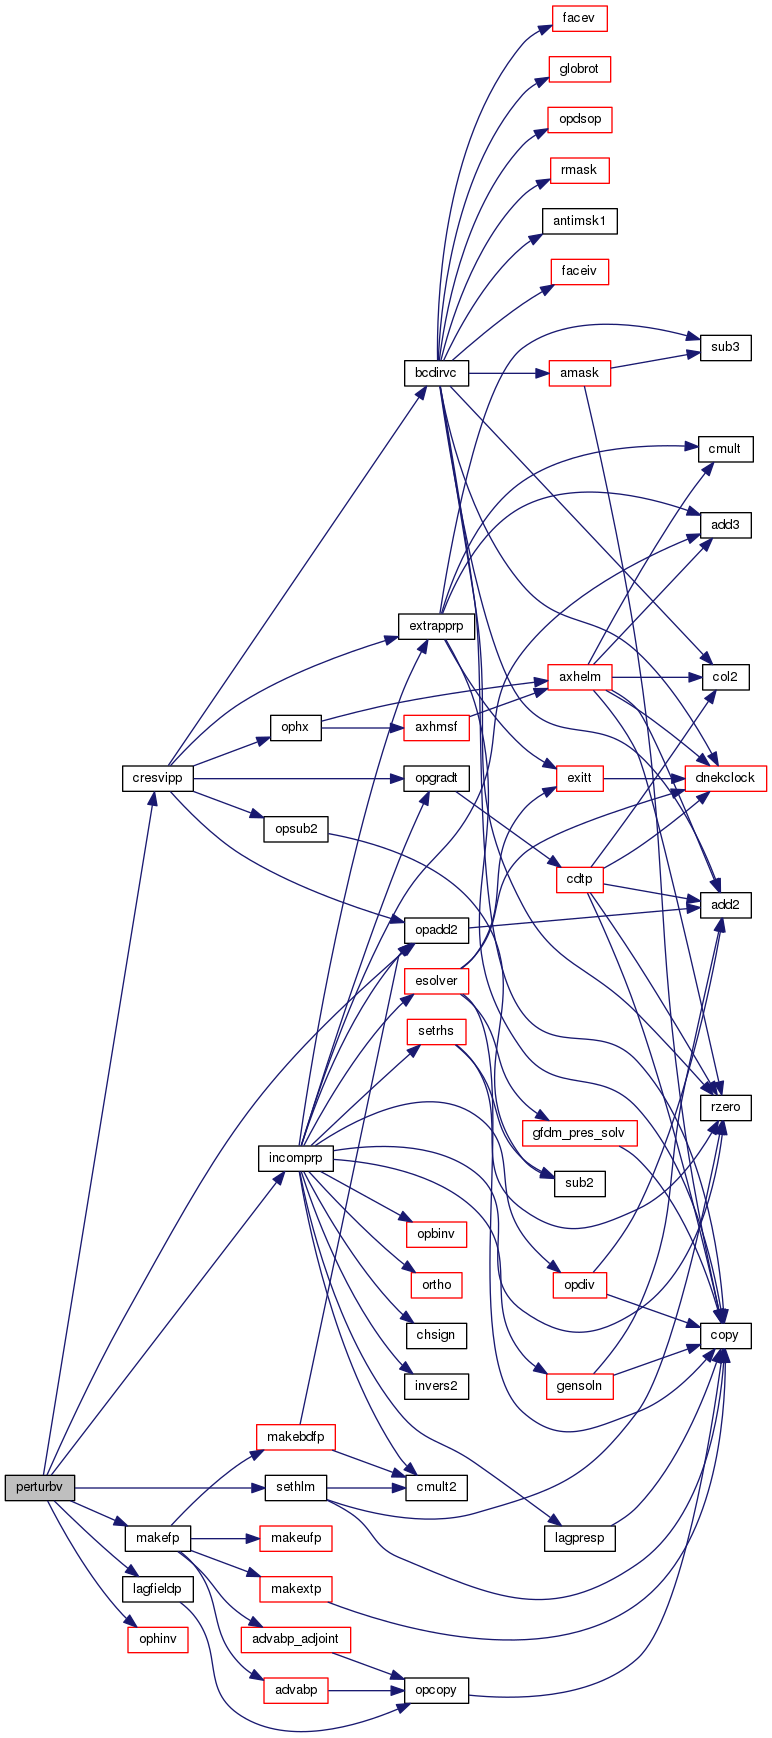 facev
globrot
opdsop
rmask
antimsk1
faceiv
sub3
bcdirvc
amask
cmult
add3
extrapprp
axhelm
col2
ophx
axhmsf
cresvipp
opgradt
exitt
dnekclock
opsub2
cdtp
add2
opadd2
esolver
setrhs
rzero
gfdm_pres_solv
incomprp
sub2
opbinv
ortho
opdiv
chsign
copy
invers2
gensoln
makebdfp
perturbv
sethlm
cmult2
makefp
makeufp
lagpresp
lagfieldp
makextp
ophinv
advabp_adjoint
advabp
opcopy